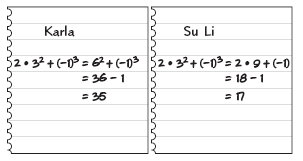 Karla
2 • 3² + (-1)³ = 6² + (-1)³
= 36 - 1
= 35
Su Li
2 • 3² + (-1)³ = 2 • 9 + (-1)
= 18 - 1
= 17